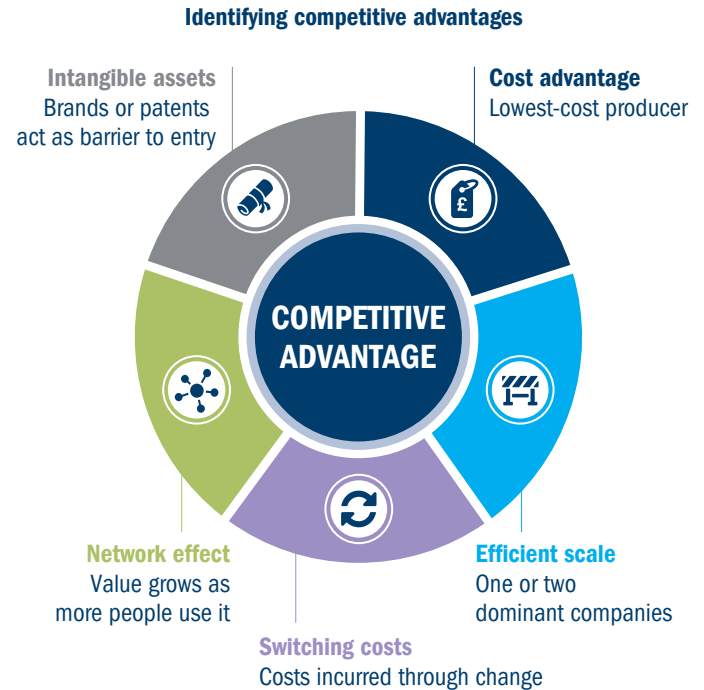 Identifying competitive advantages
Intangible assets
Brands or patents
act as barrier to entry
Cost advantage
Lowest-cost producer
£
COMPETITIVE
ADVANTAGE
Network effect
Value grows as
more people use it
Efficient scale
One or two
dominant companies
Switching costs
Costs incurred through change